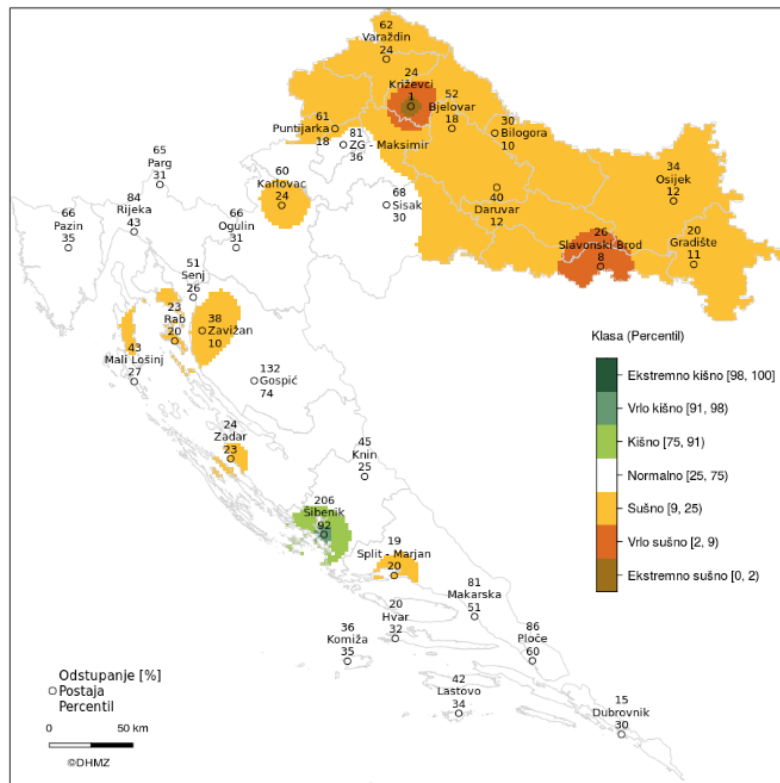 62
Varaždin
24
24
Križevci
1
52
Bjelovar
18
61
Puntijarka
18
81
ZG - Maksimir
36
30
Bilogora
10
65
Parg
31
60
Karlovac
24
34
Osijek
12
84
Rijeka
43
68
Sisak
30
40
Daruvar
12
66
Pazin
35
66
Ogulin
31
26
Slavonski Brod
8
20
Gradište
11
51
Senj
26
23
Rab
20
38
Zavižan
10
43
Mali Lošinj
27
132
Gospić
74
24
Zadar
23
45
Knin
25
206
Šibenik
92
19
Split - Marjan
20
81
Makarska
51
20
Hvar
32
36
Komiža
35
86
Ploče
60
42
Lastovo
34
15
Dubrovnik
30
Klasa (Percentil)
Ekstremno kišno [98, 100]
Vrlo kišno [91, 98)
Kišno [75, 91)
Normalno [25, 75)
Sušno [9, 25)
Vrlo sušno [2, 9)
Ekstremno sušno [0, 2)
Odstupanje [%]
Postaja
Percentil
0 50 km
©DHMZ